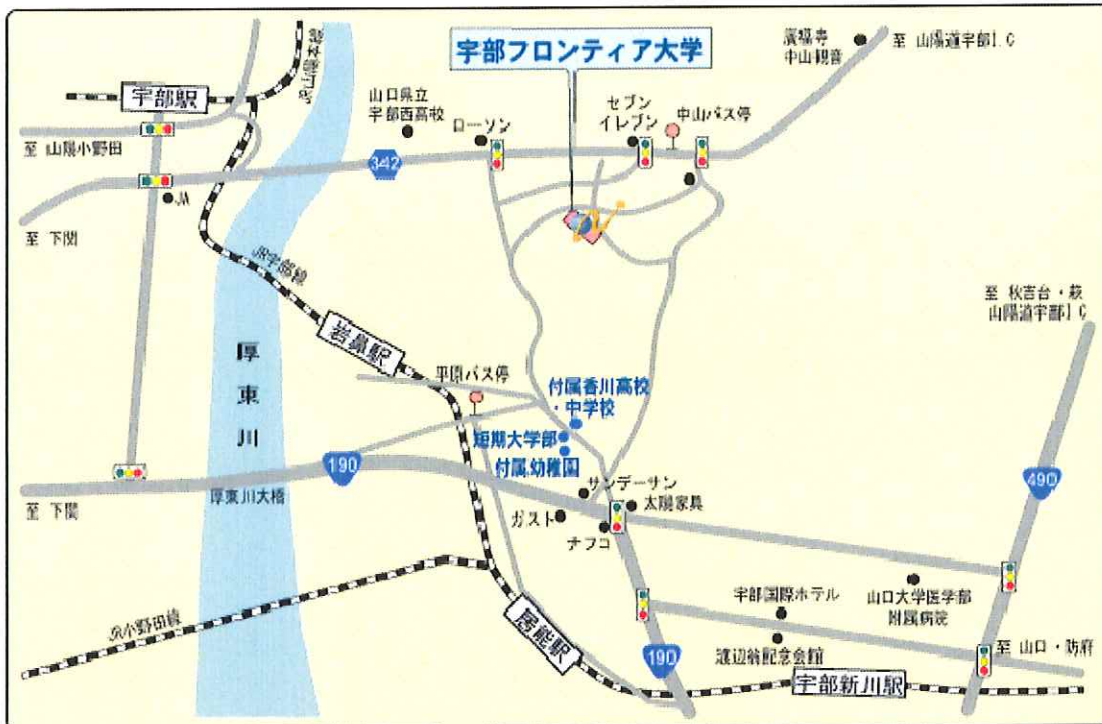 宇部フロンティア大学
廣福寺
中山観音
至 山陽道宇部I.C
JR山陽本線
宇部駅
山口県立
宇部西高校
ローソン
セブン
イレブン
中山バス停
至 山陽小野田
342
JA
至 下関
JR宇部線
至 秋吉台・萩
山陽道宇部I.C
岩鼻駅
厚東川
平原バス停
付属香川高校
・中学校
短期大学部
付属幼稚園
190
490
サンデーサン
太陽家具
厚東川大橋
至 下関
ガスト
ナフコ
宇部国際ホテル
山口大学医学部
附属病院
JR小野田線
居能駅
190
渡辺翁記念会館
至 山口・防府
宇部新川駅